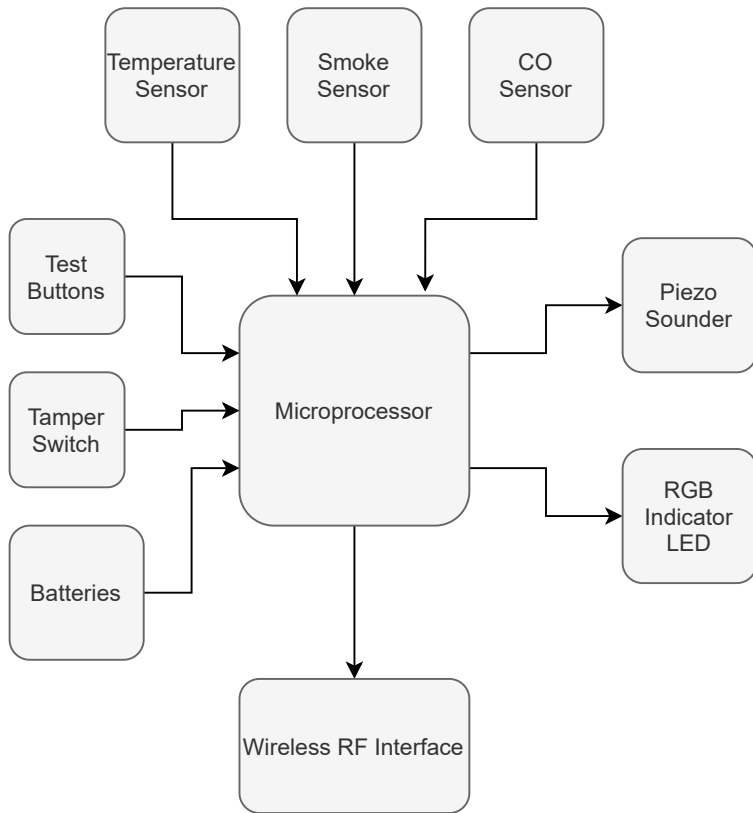 Temperature
Sensor
Smoke
Sensor
CO
Sensor
Test
Buttons
Piezo
Sounder
Tamper
Switch
Microprocessor
RGB
Indicator
LED
Batteries
Wireless RF Interface